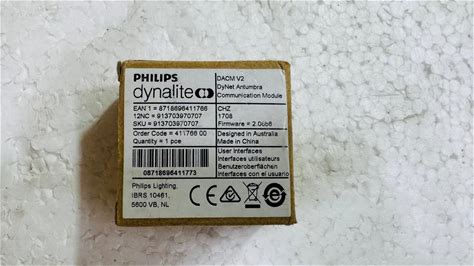 PHILIPS
dynalite
DACM V2
DyNet Antumbra
Communication Module
EAN 1 = 8718696411766
12NC = 913703970707
SKU = 913703970707
CHZ
1708
Firmware = 2.0ub6
Order Code = 411766 00
Quantity = 1 pce
Designed in Australia
Made in China
08718696411773
User Interfaces
Interfaces utilisateurs
Benutzeroberflächen
Interfaces con el usuario
Philips Lighting,
IBRS 10461,
5600 VB, NL
CE